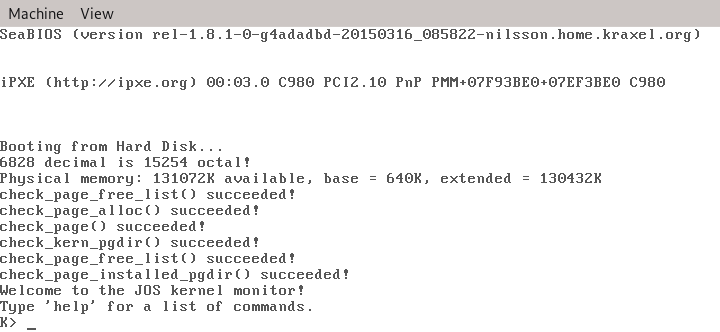 Machine View
SeaBIOS (version rel-1.8.1-0-g4adadbd-20150316_085822-nilsson.home.kraxel.org)
iPXE (http://ipxe.org) 00:03.0 C980 PCI2.10 PnP PMM+07F93BE0+07EF3BE0 C980
Booting from Hard Disk...
6828 decimal is 15254 octal!
Physical memory: 131072K available, base = 640K, extended = 130432K
check_page_free_list() succeeded!
check_page_alloc() succeeded!
check_page() succeeded!
check_kern_pgdir() succeeded!
check_page_free_list() succeeded!
check_page_installed_pgdir() succeeded!
Welcome to the JOS kernel monitor!
Type 'help' for a list of commands.
K> _